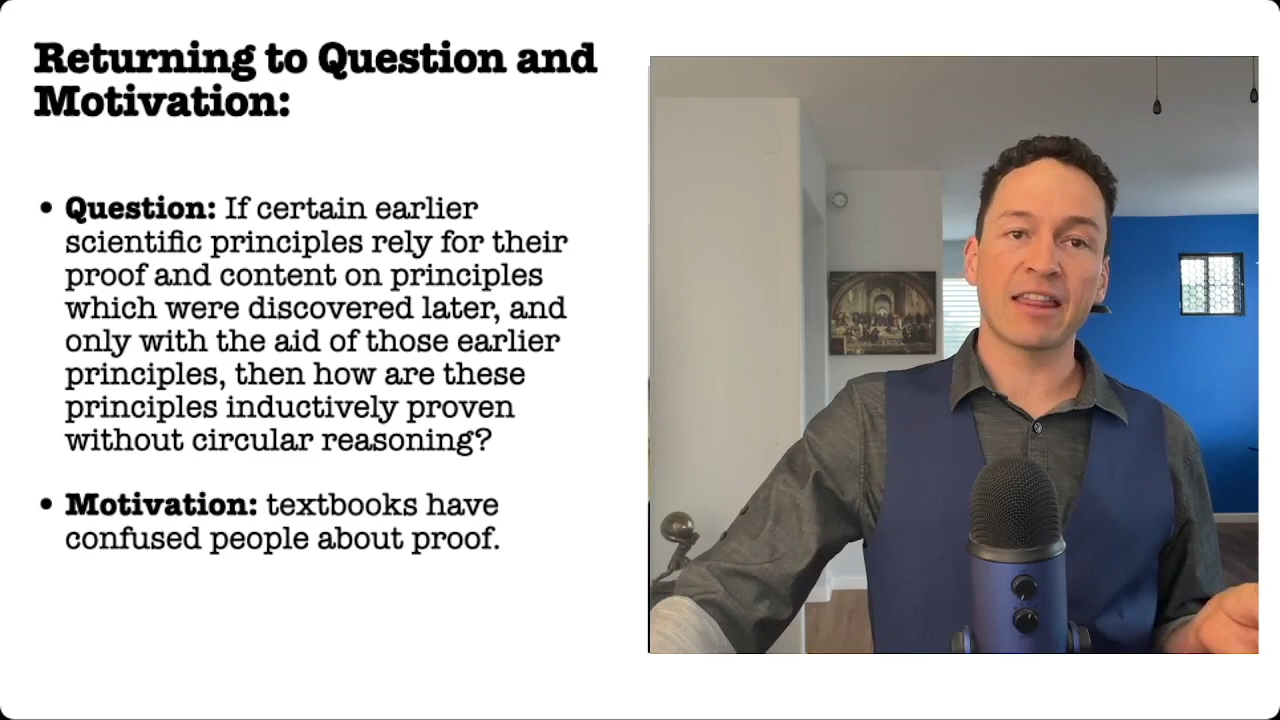 Returning to Question and
Motivation:
• Question: If certain earlier
scientific principles rely for their
proof and content on principles
which were discovered later, and
only with the aid of those earlier
principles, then how are these
principles inductively proven
without circular reasoning?
• Motivation: textbooks have
confused people about proof.